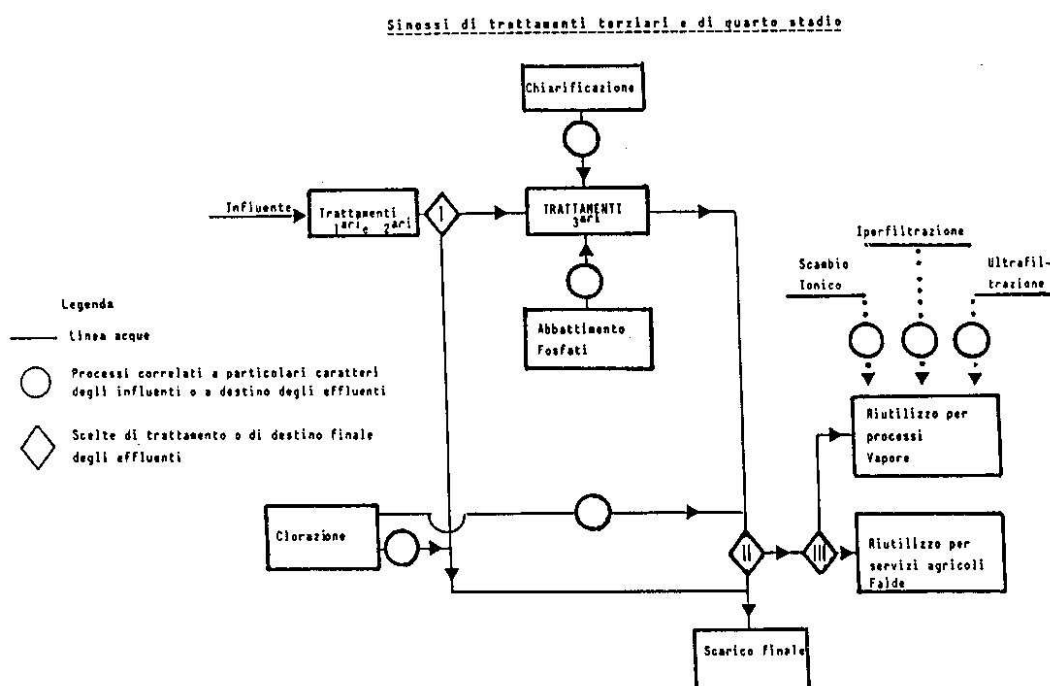 Sinossi di trattamenti terziari e di quarto stadio
Chiarificazione
Influente
Trattamenti
1ari e 2ari
I
TRATTAMENTI
3ari
Abbattimento
Fosfati
Iperfiltrazione
Scambio
Ionico
Ultrafil-
trazione
Legenda
Linea acque
Processi correlati a particolari caratteri
degli influenti o a destino degli effluenti
Scelte di trattamento o di destino finale
degli effluenti
Riutilizzo per
processi
Vapore
Clorazione
II
III
Riutilizzo per
servizi agricoli
Falde
Scarico finale